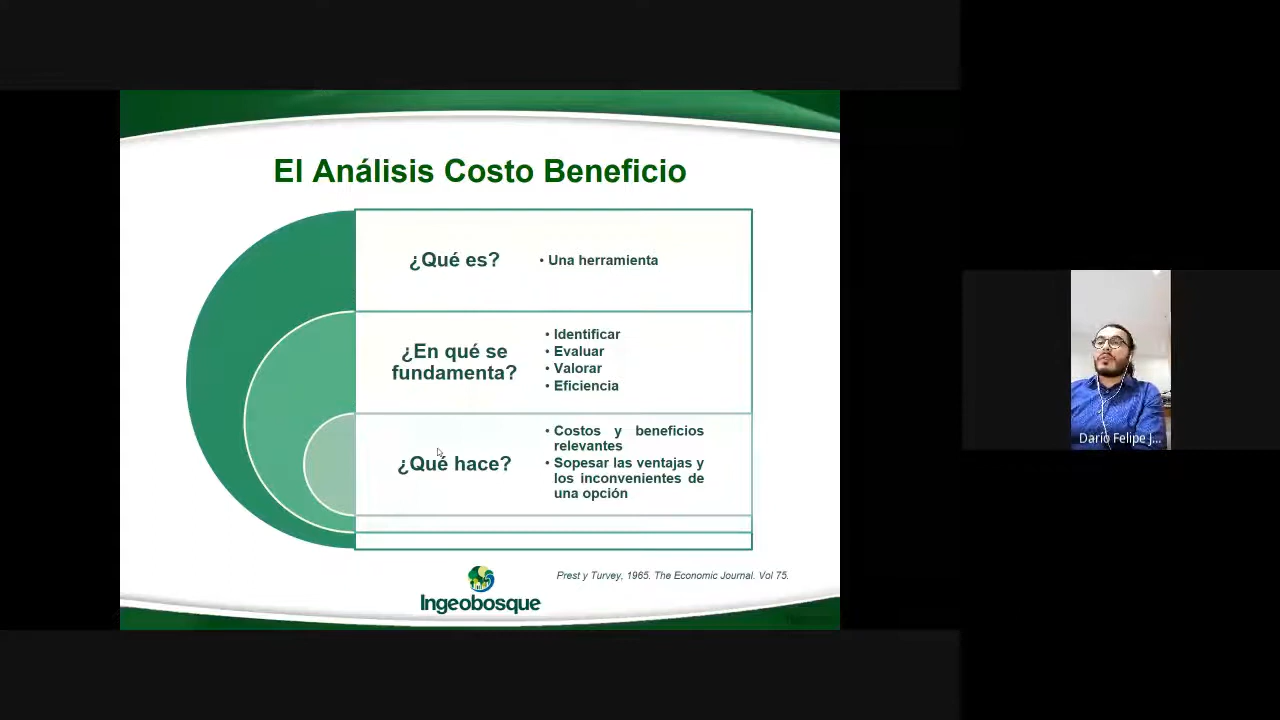 El Análisis Costo Beneficio
¿Qué es?
• Una herramienta
¿En qué se
fundamenta?
• Identificar
• Evaluar
• Valorar
• Eficiencia
¿Qué hace?
• Costos y beneficios
relevantes
• Sopesar las ventajas y
los inconvenientes de
una opción
Prest y Turvey, 1965. The Economic Journal. Vol 75.
Ingeobosque
Darío Felipe J...